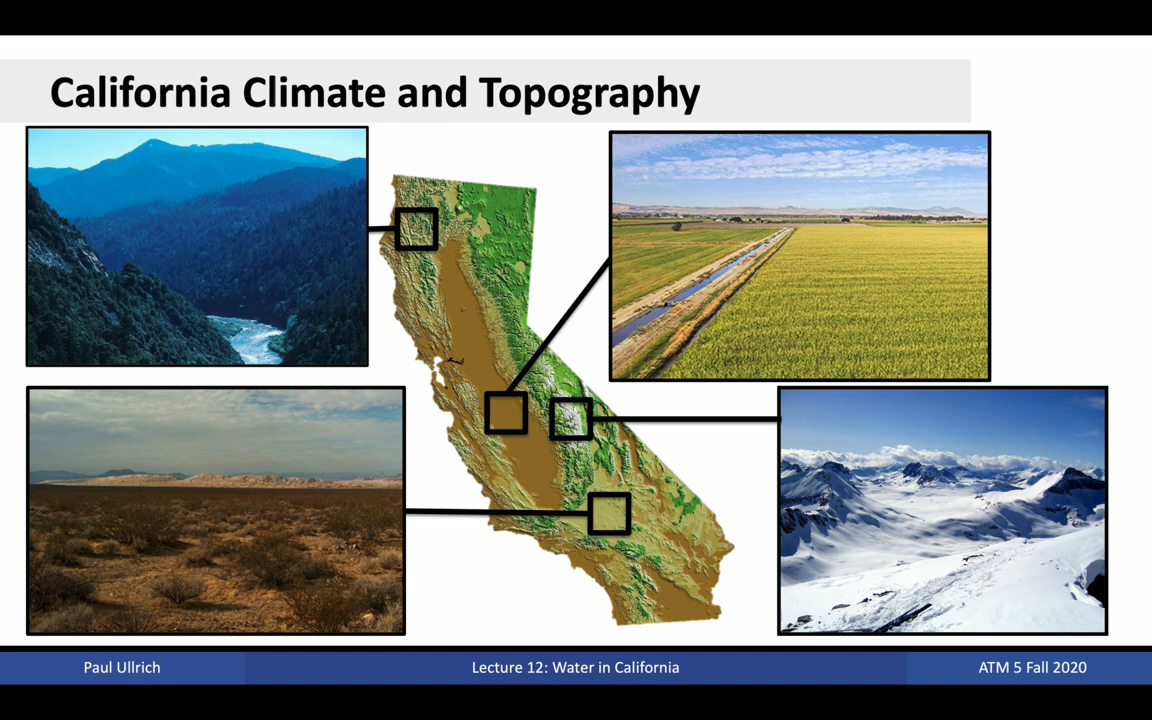 California Climate and Topography
Paul Ullrich
Lecture 12: Water in California
ATM 5 Fall 2020